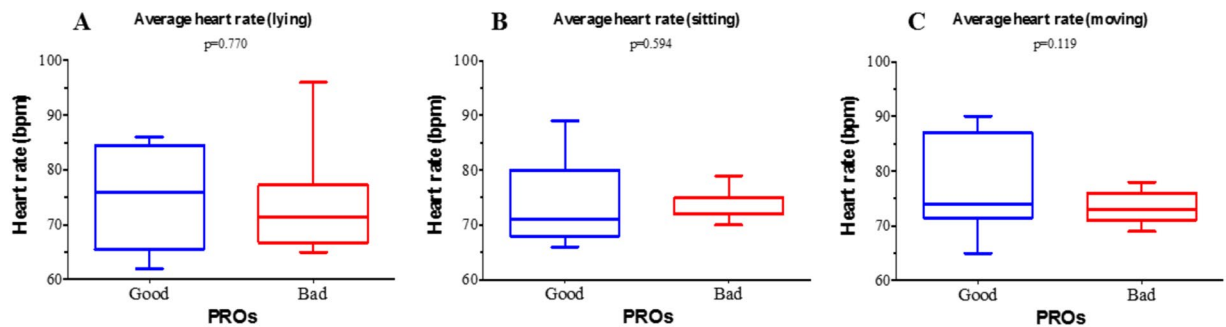 A
Average heart rate (lying)
p=0.770
Heart rate (bpm)
100
90
80
70
60
Good
Bad
PROs
B
Average heart rate (sitting)
p=0.594
Heart rate (bpm)
100
90
80
70
60
Good
Bad
PROs
C
Average heart rate (moving)
p=0.119
Heart rate (bpm)
100
90
80
70
60
Good
Bad
PROs